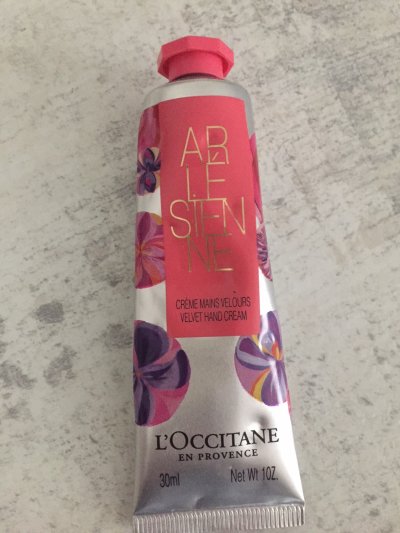 AR
LÉ
SIEN
NE
CRÈME MAINS VELOURS
VELVET HAND CREAM
L'OCCITANE
EN PROVENCE
30ml Net Wt 1OZ.